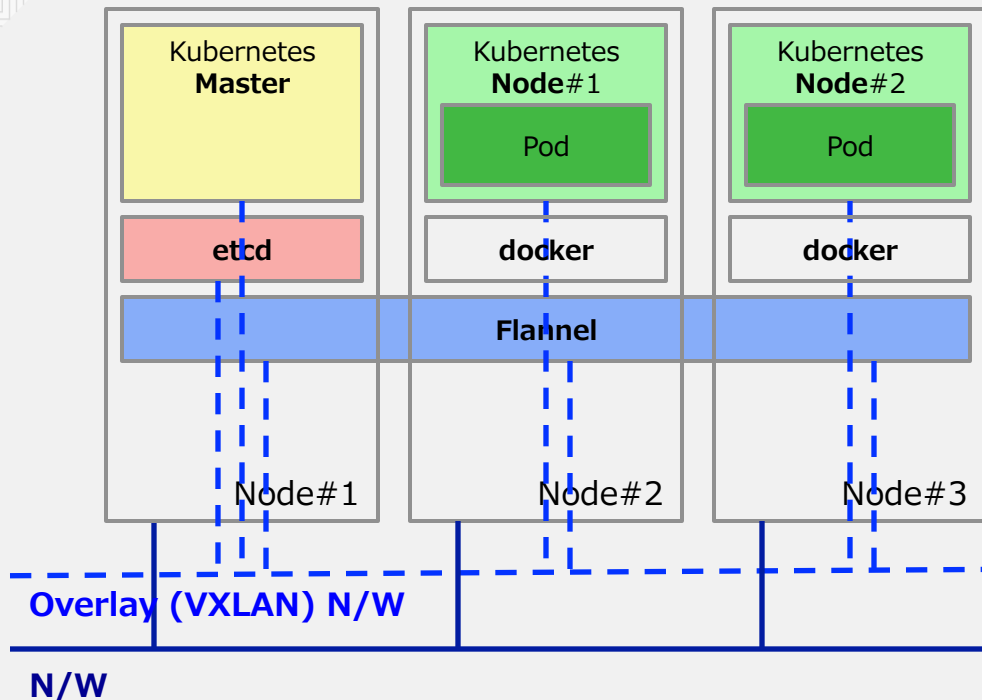 Kubernetes
Master
Kubernetes
Node#1
Pod
Kubernetes
Node#2
Pod
etcd
docker
docker
Flannel
Node#1
Node#2
Node#3
Overlay (VXLAN) N/W
N/W